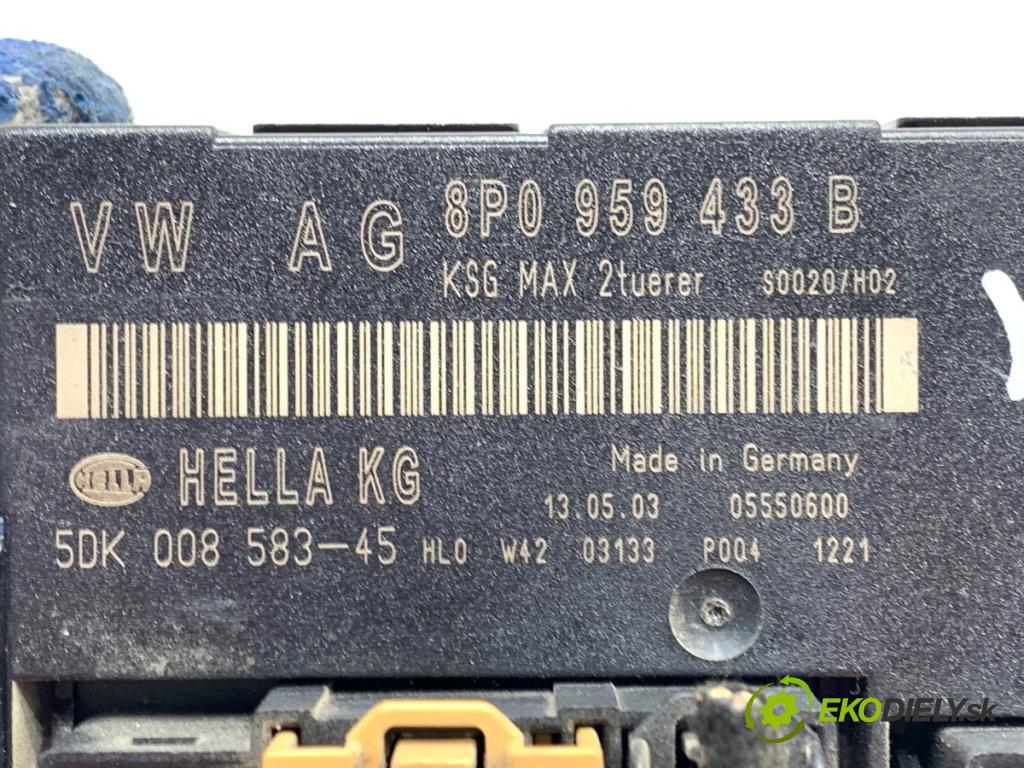 VW AG 8P0 959 433 B
KSG MAX 2tuerer S0020/H02
HELLA HELLA KG Made in Germany
13.05.03 05550600
5DK 008 583-45 HL0 W42 03133 P004 1221
EKODIELY.sk